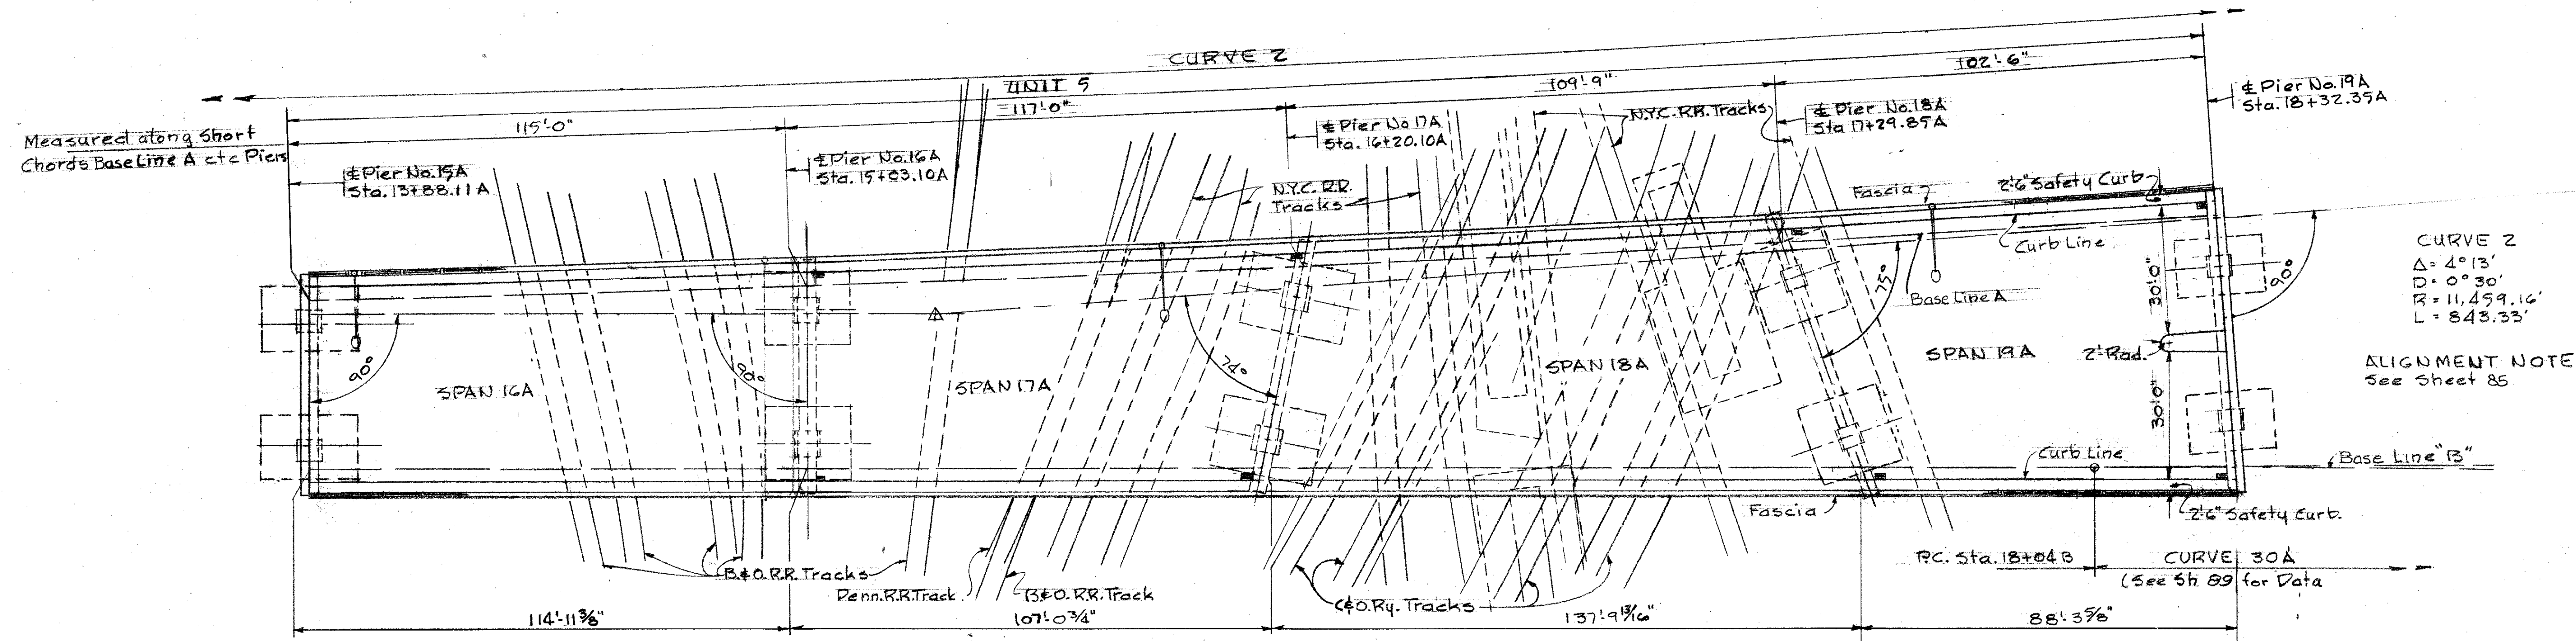 CURVE 2
UNIT 5
102'-6"
109'-9"
117'-0"
115'-0"
Measured along Short
Chords Base Line A c t c Piers
℄ Pier No. 15A
Sta. 13+88.11 A
℄ Pier No. 16A
Sta. 15+03.10A
℄ Pier No 17A
Sta. 16+20.10A
N.Y.C. R.R. Tracks
℄ Pier No. 18A
Sta 17+29.85A
℄ Pier No. 19A
Sta. 18+32.35A
N.Y.C. R.R.
Tracks
Fascia
2'-6" Safety Curb
Curb Line
Base Line A
90°
90°
74°
75°
90°
30'-0"
30'-0"
2'-Rad.
SPAN 16A
SPAN 17A
SPAN 18A
SPAN 19A
CURVE 2
Δ = 4° 13'
D = 0° 30'
R = 11,459.16'
L = 843.33'
ALIGNMENT NOTE
See Sheet 85
Curb Line
Base Line "B"
Fascia
2'-6" Safety Curb.
P.C. Sta. 18+04 B
CURVE 30A
(See Sh 89 for Data
B.&O. R.R. Tracks
Penn. R.R. Track
B&O. R.R. Track
C&O. Ry. Tracks
114'-11 3/8"
107'-0 3/4"
137'-9 13/16"
88'-3 5/8"